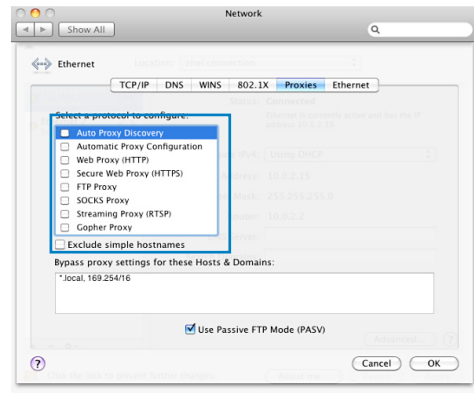 Network
Show All
Ethernet
TCP/IP DNS WINS 802.1X Proxies Ethernet
Select a protocol to configure:
Auto Proxy Discovery
Automatic Proxy Configuration
Web Proxy (HTTP)
Secure Web Proxy (HTTPS)
FTP Proxy
SOCKS Proxy
Streaming Proxy (RTSP)
Gopher Proxy
Exclude simple hostnames
Bypass proxy settings for these Hosts & Domains:
*.local, 169.254/16
Use Passive FTP Mode (PASV)
Advanced... ?
? Cancel OK